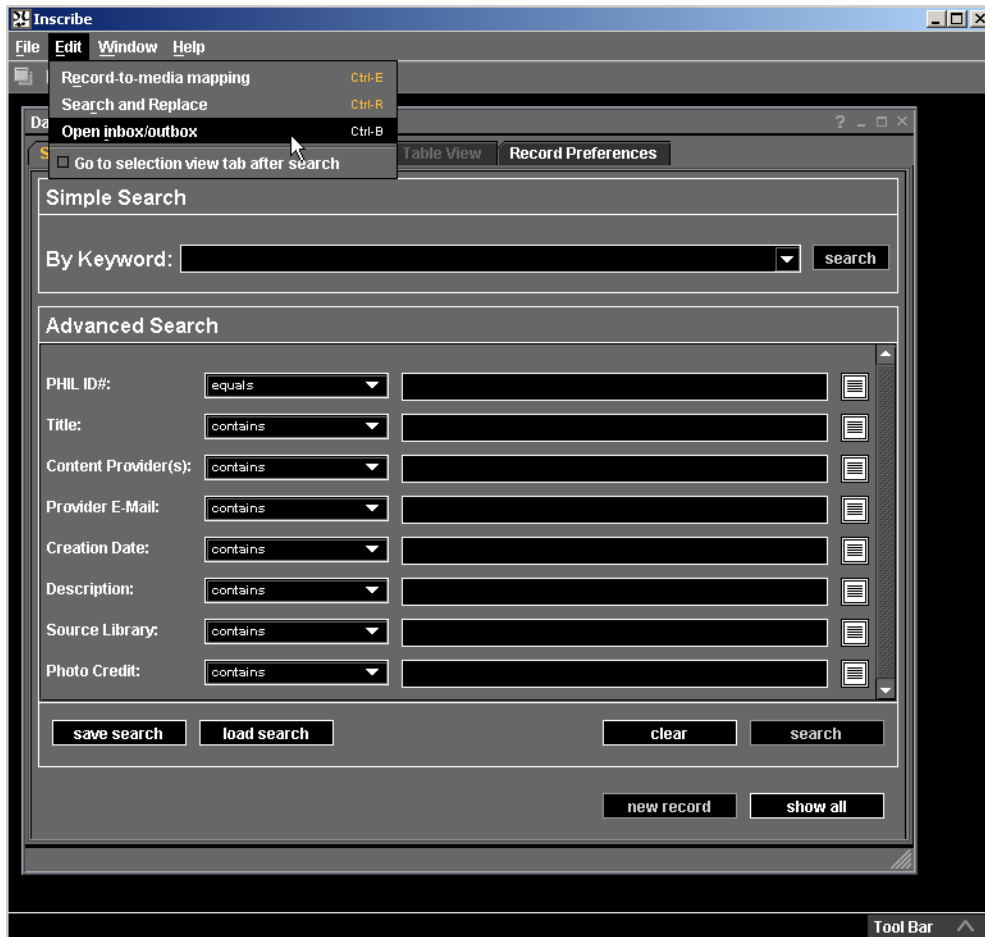 Inscribe
File Edit Window Help
Record-to-media mapping Ctrl-E
Search and Replace Ctrl-R
Open inbox/outbox Ctrl-B
Go to selection view tab after search
Da
S Table View Record Preferences
Simple Search
By Keyword: search
Advanced Search
PHIL ID#: equals
Title: contains
Content Provider(s): contains
Provider E-Mail: contains
Creation Date: contains
Description: contains
Source Library: contains
Photo Credit: contains
save search load search clear search
new record show all
Tool Bar